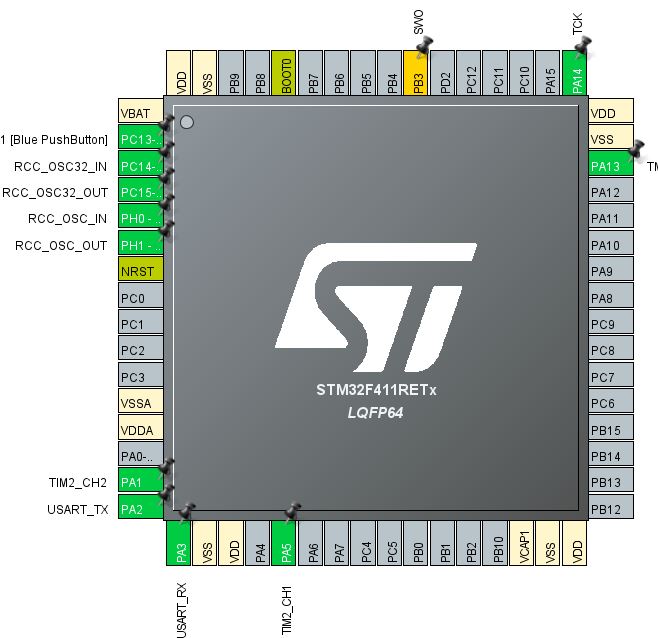 SWO
TCK
VDD
VSS
PB9
PB8
BOOT0
PB7
PB6
PB5
PB4
PB3
PD2
PC12
PC11
PC10
PA15
PA14
VBAT
1 [Blue PushButton] PC13-..
RCC_OSC32_IN PC14-..
RCC_OSC32_OUT PC15-..
RCC_OSC_IN PH0 - ..
RCC_OSC_OUT PH1 - ..
NRST
PC0
PC1
PC2
PC3
VSSA
VDDA
PA0-..
TIM2_CH2 PA1
USART_TX PA2
VDD
VSS
PA13
PA12
PA11
PA10
PA9
PA8
PC9
PC8
PC7
PC6
PB15
PB14
PB13
PB12
ST
STM32F411RETx
LQFP64
PA3
VSS
VDD
PA4
PA5
PA6
PA7
PC4
PC5
PB0
PB1
PB2
PB10
VCAP1
VSS
VDD
USART_RX
TIM2_CH1